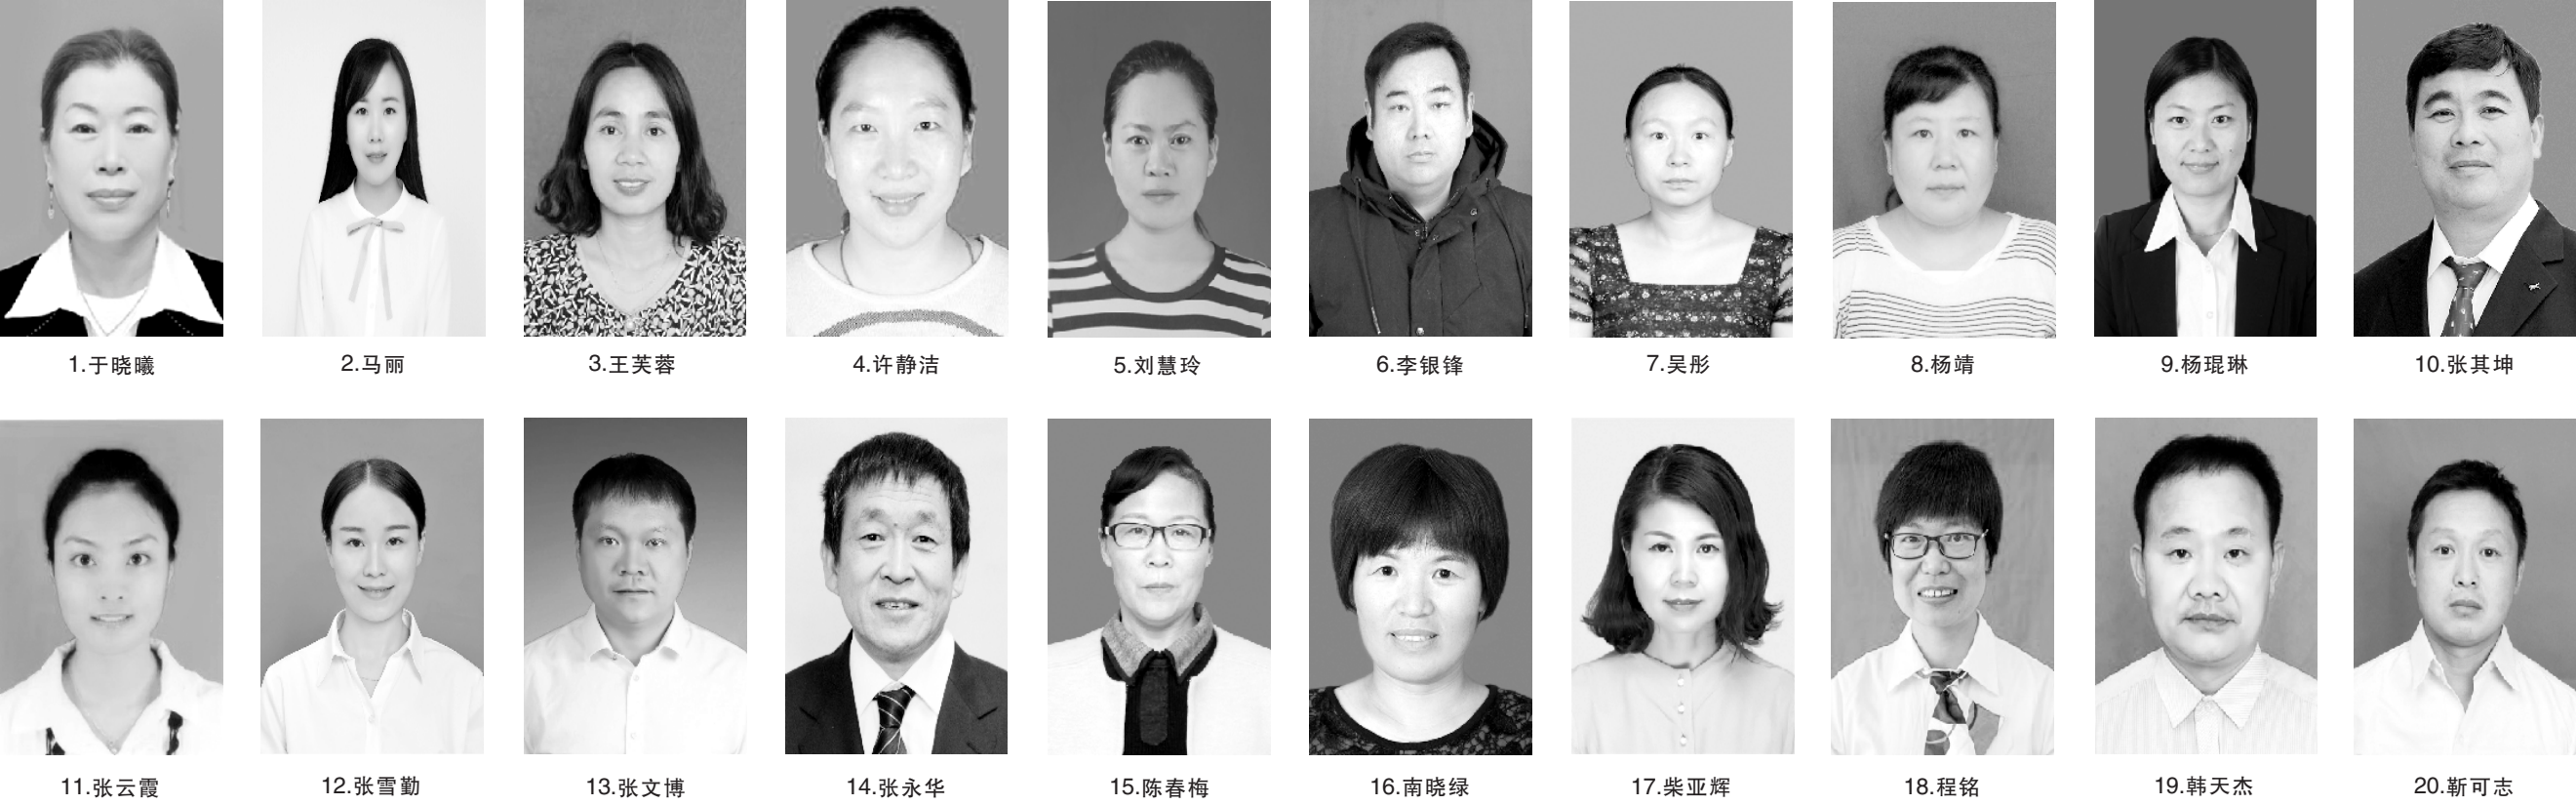 1.于晓曦 2.马丽 3.王芙蓉 4.许静洁 5.刘慧玲 6.李银锋 7.吴彤 8.杨靖 9.杨琨琳 10.张其坤
11.张云霞 12.张雪勤 13.张文博 14.张永华 15.陈春梅 16.南晓绿 17.柴亚辉 18.程铭 19.韩天杰 20.靳可志